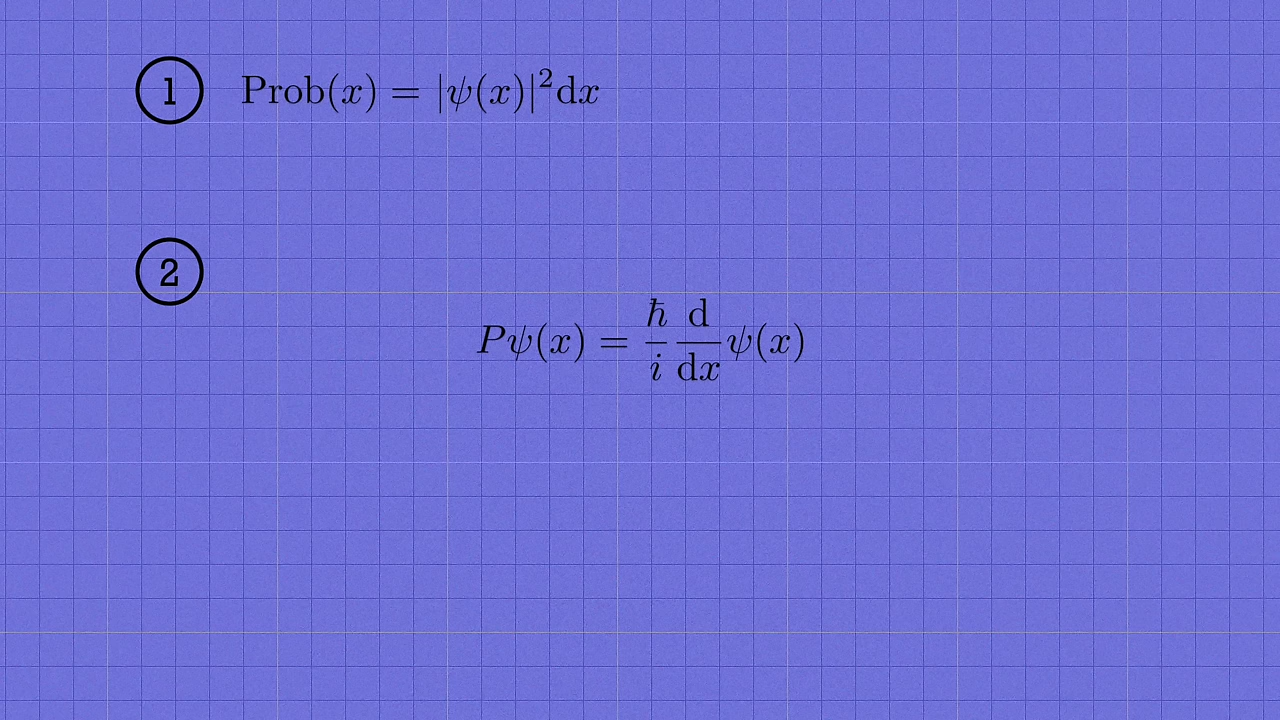 ① Prob(x) = |ψ(x)|²dx
②
Pψ(x) = ħ/i d/dx ψ(x)